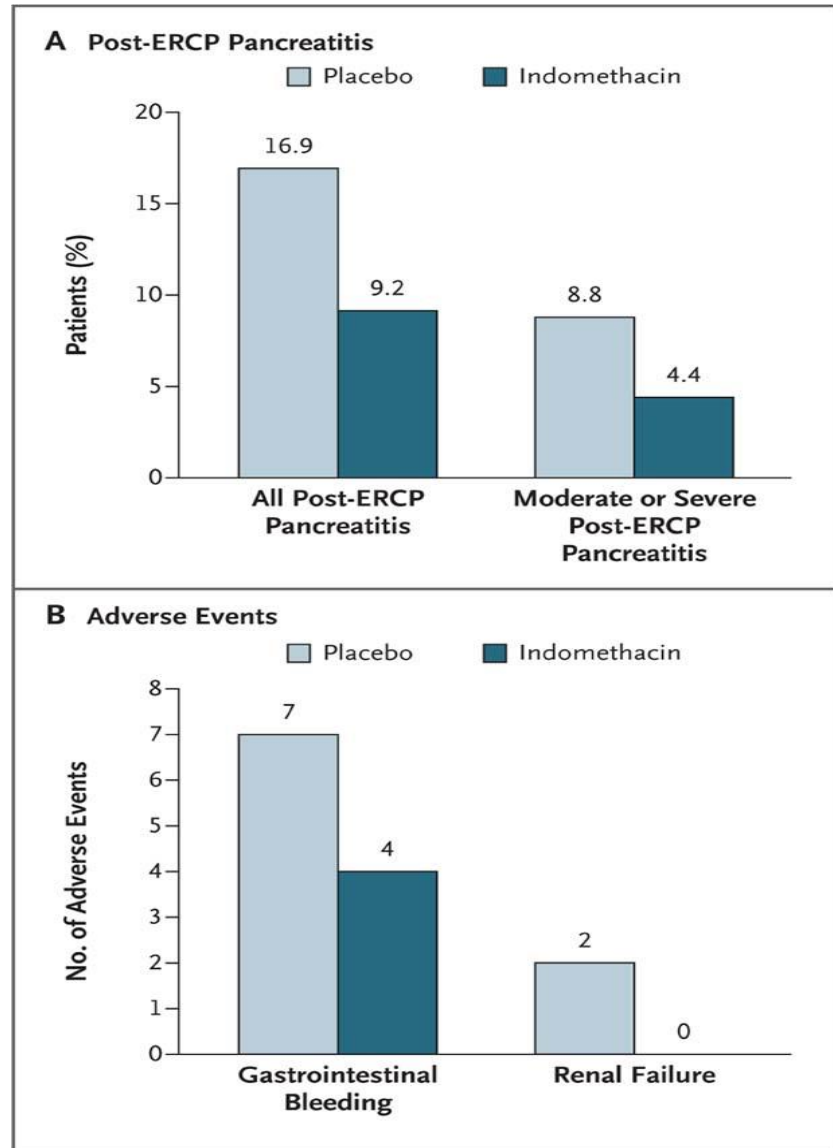 A Post-ERCP Pancreatitis
Placebo Indomethacin
Patients (%)
20
15
10
5
0
16.9
9.2
8.8
4.4
All Post-ERCP
Pancreatitis
Moderate or Severe
Post-ERCP
Pancreatitis
B Adverse Events
Placebo Indomethacin
No. of Adverse Events
8
7
6
5
4
3
2
1
0
7
4
2
0
Gastrointestinal
Bleeding
Renal Failure